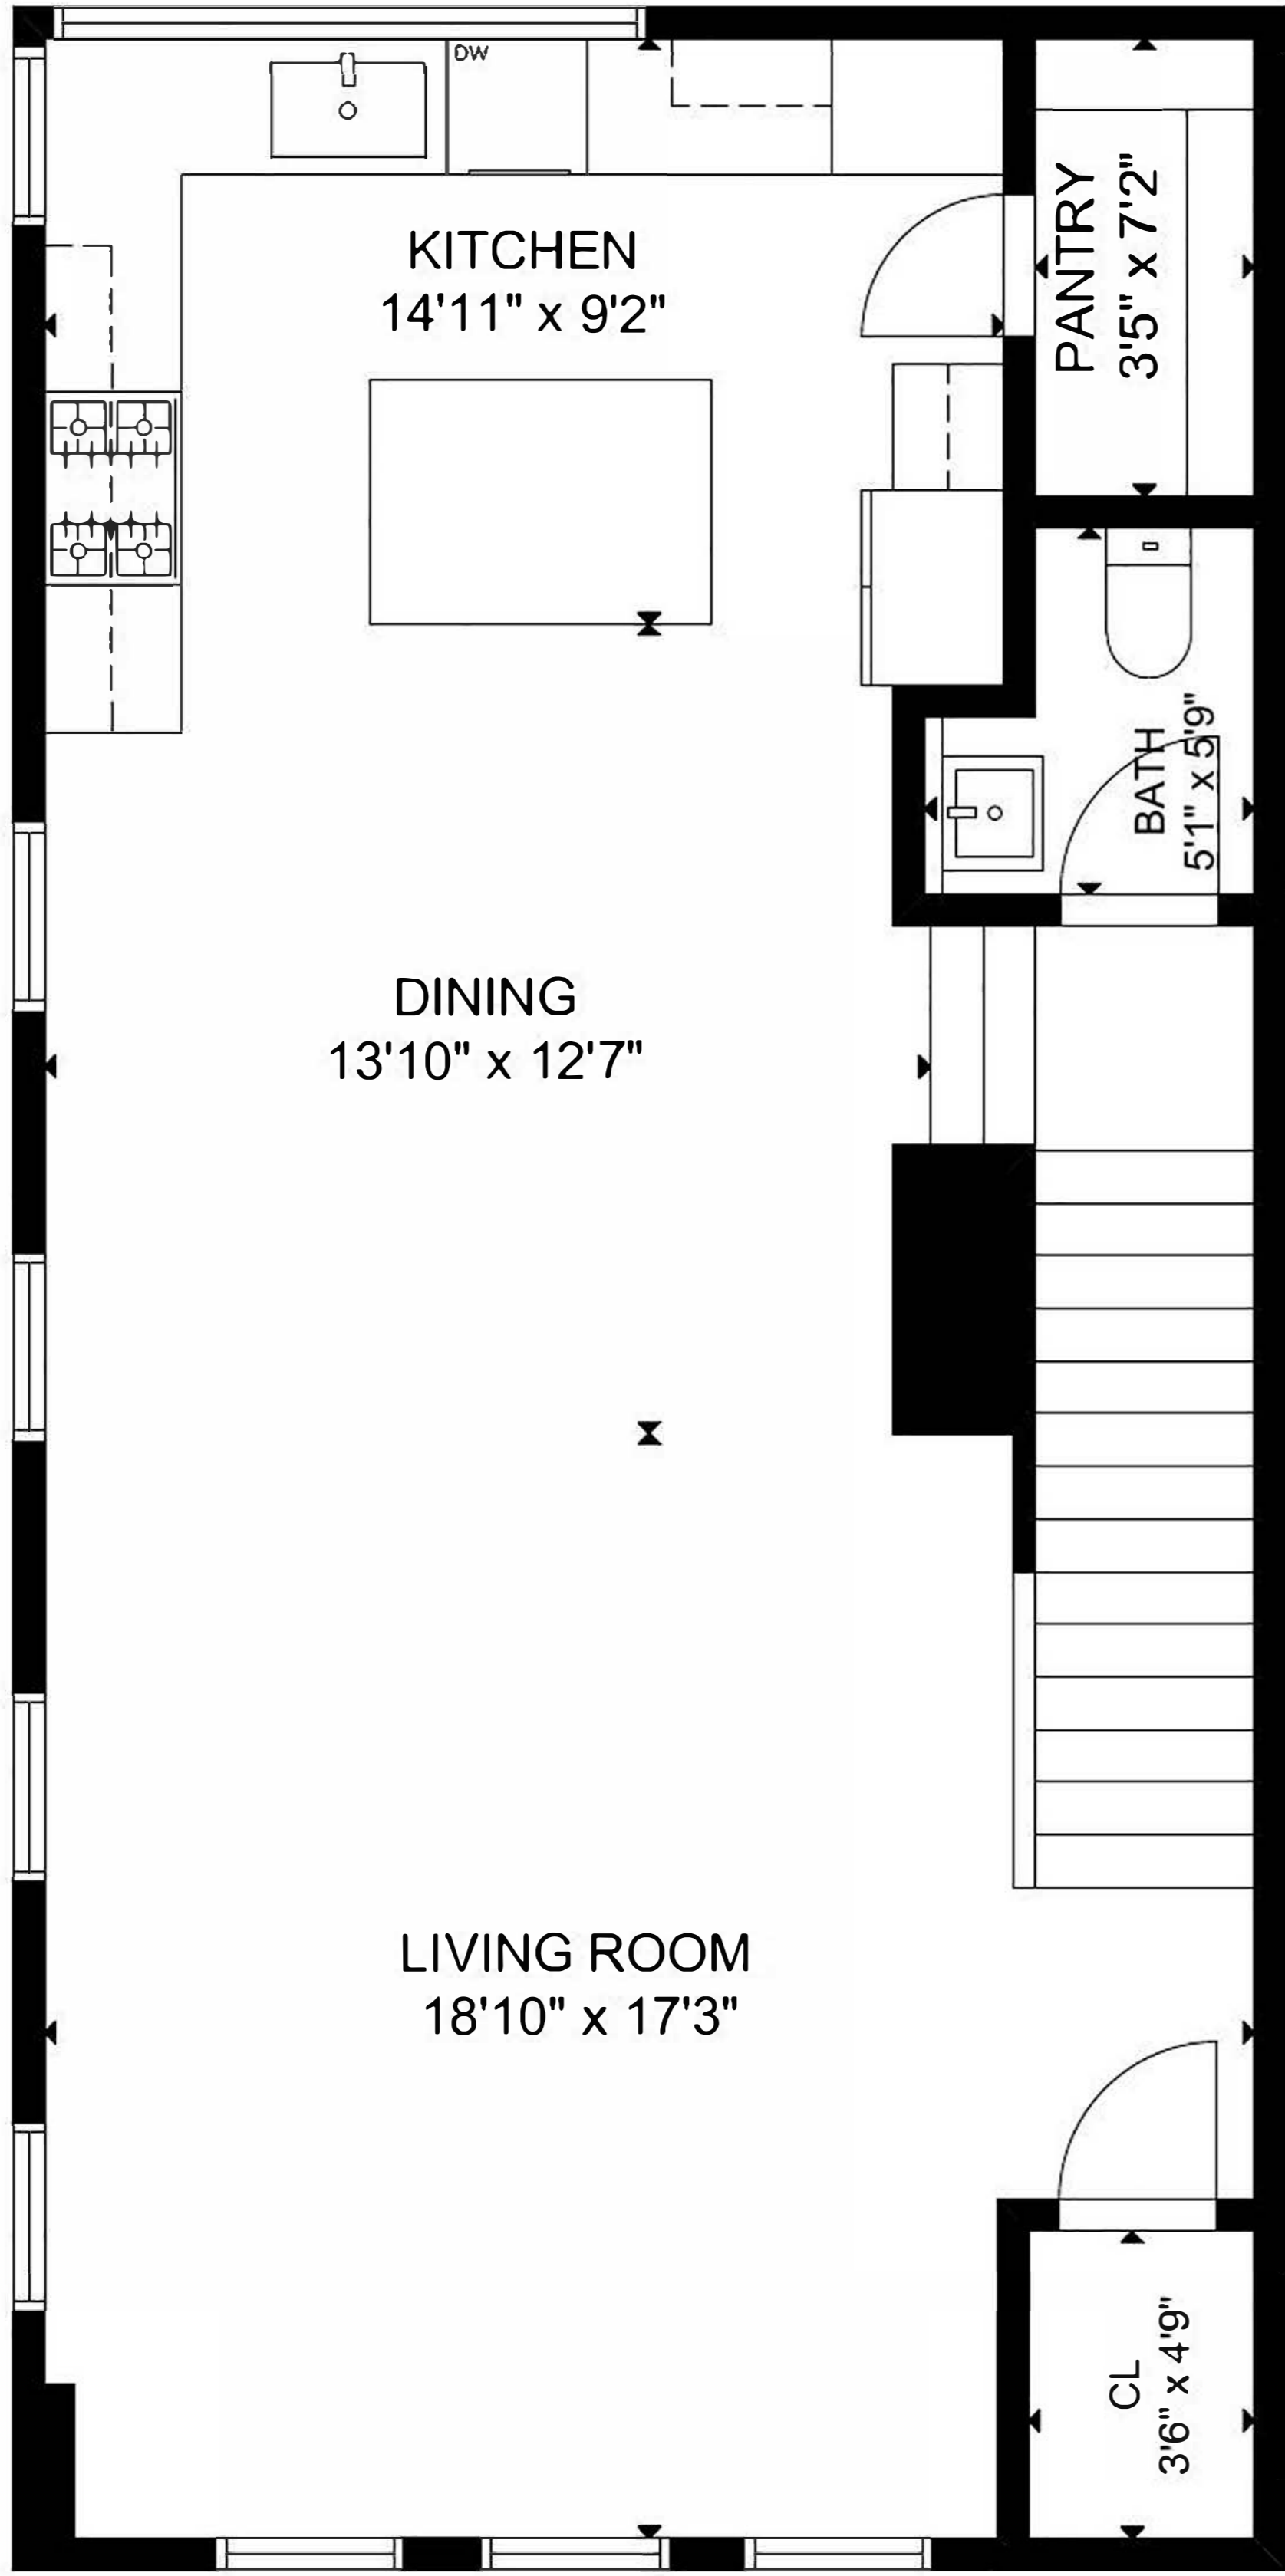 DW
KITCHEN
14'11" x 9'2"
PANTRY
3'5" x 7'2"
BATH
5'1" x 5'9"
DINING
13'10" x 12'7"
LIVING ROOM
18'10" x 17'3"
CL
3'6" x 4'9"